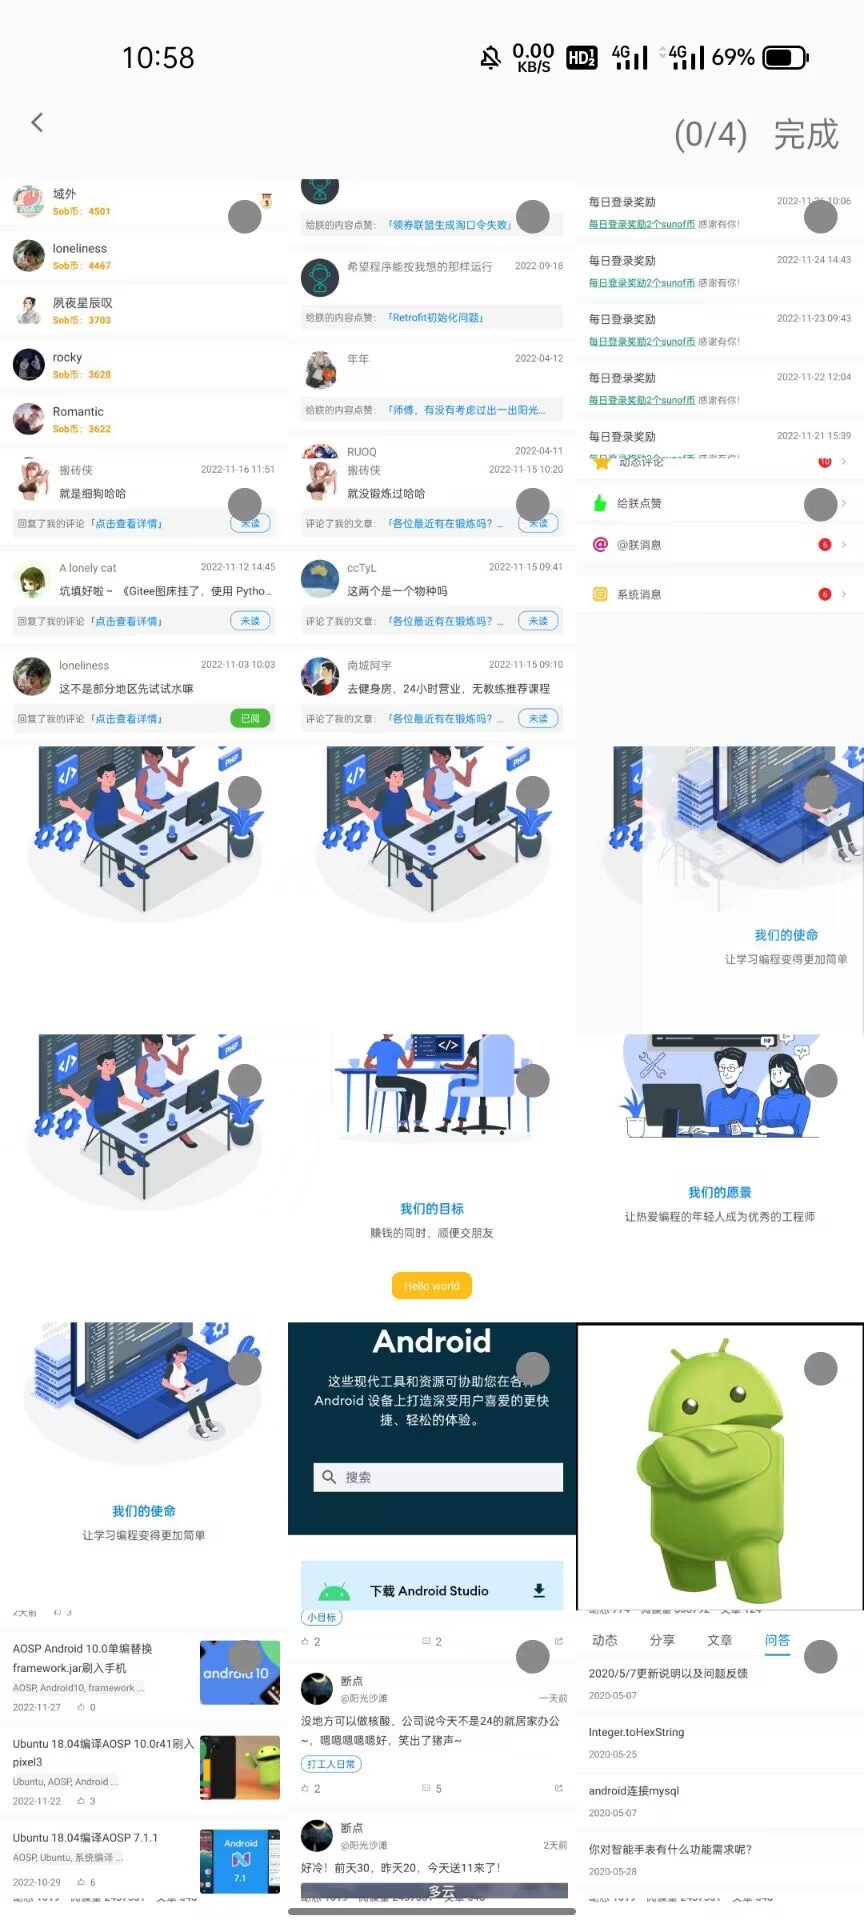 10:58
0.00
KB/S
HD 1 2
4G
4G
69%
(0/4) 完成
域外
Sob币：4501
3
loneliness
Sob币：4467
夙夜星辰叹
Sob币：3703
rocky
Sob币：3628
Romantic
Sob币：3622
给朕的内容点赞：「领券联盟生成淘口令失败」
希望程序能按我想的那样运行 2022-09-18
给朕的内容点赞：「Retrofit初始化问题」
年年 2022-04-12
给朕的内容点赞：「师傅，有没有考虑过出一出阳光...
RUOQ 2022-04-11
每日登录奖励 10:06
每日登录奖励2个sunof币 感谢有你！
每日登录奖励 2022-11-24 14:43
每日登录奖励2个sunof币 感谢有你！
每日登录奖励 2022-11-23 09:43
每日登录奖励2个sunof币 感谢有你！
每日登录奖励 2022-11-22 12:04
每日登录奖励2个sunof币 感谢有你！
每日登录奖励 2022-11-21 15:39
搬砖侠 2022-11-16 11:51
就是细狗哈哈
回复了我的评论「点击查看详情」 未读
A lonely cat 2022-11-12 14:45
坑填好啦 ~ 《Gitee图床挂了，使用 Pytho...
回复了我的评论「点击查看详情」 未读
loneliness 2022-11-03 10:03
这不是部分地区先试试水嘛
回复了我的评论「点击查看详情」 已阅
搬砖侠 2022-11-15 10:20
就没锻炼过哈哈
评论了我的文章：「各位最近有在锻炼吗？... 未读
ccTyL 2022-11-15 09:41
这两个是一个物种吗
评论了我的文章：「各位最近有在锻炼吗？... 未读
南城阿宇 2022-11-15 09:10
去健身房，24小时营业，无教练推荐课程
评论了我的文章：「各位最近有在锻炼吗？... 未读
动态评论 10
给朕点赞
@朕消息 6
系统消息 6
</>
PHP
</>
PHP
我们的使命
让学习编程变得更加简单
</>
PHP
</>
我们的目标
赚钱的同时，顺便交朋友
Hello world
</>
我们的愿景
让热爱编程的年轻人成为优秀的工程师
我们的使命
让学习编程变得更加简单
Android
这些现代工具和资源可协助您在各种
Android 设备上打造深受用户喜爱的更快
捷、轻松的体验。
搜索
下载 Android Studio
2天前 3
AOSP Android 10.0单编替换
framework.jar刷入手机
AOSP, Android10, framework ...
2022-11-27 0
android 10
Ubuntu 18.04编译AOSP 10.0r41刷入
pixel3
Ubuntu, AOSP, Android ...
2022-11-22 3
Ubuntu 18.04编译AOSP 7.1.1
AOSP, Ubuntu, 系统编译 ...
2022-10-29 6
Android
N
7.1
小目标
2 2
断点
@阳光沙滩 一天前
没地方可以做核酸，公司说今天不是24的就居家办公
~，嗯嗯嗯嗯嗯好，笑出了猪声~
打工人日常
2 5
断点
@阳光沙滩 2天前
好冷！前天30，昨天20，今天送11来了！
多云
动态 分享 文章 问答
2020/5/7更新说明以及问题反馈
2020-05-07
Integer.toHexString
2020-05-25
android连接mysql
2020-05-07
你对智能手表有什么功能需求呢？
2020-05-28